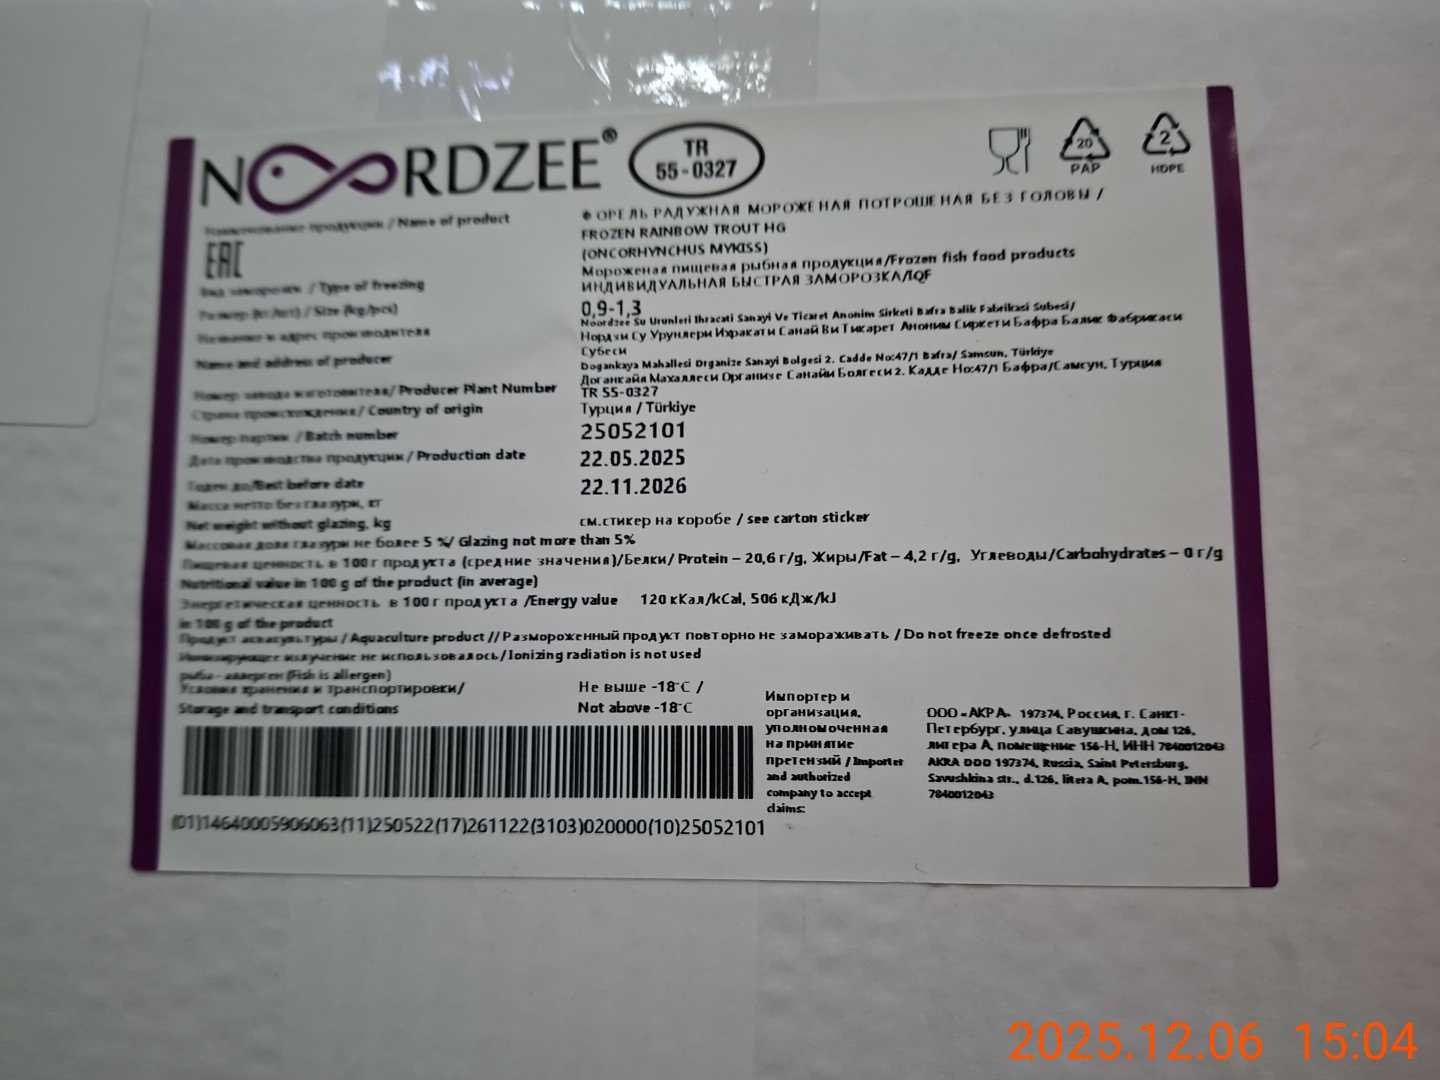 NOORDZEE®
TR
55-0327
20
PAP
2
HDPE
Наименование продукции / Name of product
ФОРЕЛЬ РАДУЖНАЯ МОРОЖЕНАЯ ПОТРОШЕНАЯ БЕЗ ГОЛОВЫ /
FROZEN RAINBOW TROUT HG
(ONCORHYNCHUS MYKISS)
EAC
Мороженая пищевая рыбная продукция/Frozen fish food products
Вид заморозки / Type of freezing
ИНДИВИДУАЛЬНАЯ БЫСТРАЯ ЗАМОРОЗКА/IQF
Размер (кг/шт) / Size (kg/pcs)
0,9-1,3
Название и адрес производителя
Name and address of producer
Noordzee Su Urunleri Ihracati Sanayi Ve Ticaret Anonim Sirketi Bafra Balik Fabrikasi Subesi/
Нордзи Су Урунлери Ихракати Санай Ви Тикарет Аноним Сиркети Бафра Балик Фабрикаси
Субеси
Dogankaya Mahallesi Organize Sanayi Bolgesi 2. Cadde No:47/1 Bafra/ Samsun, Türkiye
Доганкайя Махаллеси Органисе Санайи Болгеси 2. Кадде Но:47/1 Бафра/Самсун, Турция
Номер завода изготовителя/ Producer Plant Number
TR 55-0327
Страна происхождения/ Country of origin
Турция / Türkiye
Номер партии / Batch number
25052101
Дата производства продукции / Production date
22.05.2025
Годен до/Best before date
22.11.2026
Масса нетто без глазури, кг
Net weight without glazing, kg
см.стикер на коробе / see carton sticker
Массовая доля глазури не более 5 %/ Glazing not more than 5%
Пищевая ценность в 100 г продукта (средние значения)/Белки/ Protein – 20,6 г/g, Жиры/Fat – 4,2 г/g, Углеводы/Carbohydrates – 0 г/g
Nutritional value in 100 g of the product (in average)
Энергетическая ценность в 100 г продукта /Energy value 120 кКал/kCal, 506 кДж/kJ
in 100 g of the product
Продукт аквакультуры / Aquaculture product // Размороженный продукт повторно не замораживать / Do not freeze once defrosted
Ионизирующее излучение не использовалось/ Ionizing radiation is not used
рыба - аллерген (Fish is allergen)
Условия хранения и транспортировки/
Storage and transport conditions
Не выше -18°C /
Not above -18°C
Импортер и
организация,
уполномоченная
на принятие
претензий / Importer
and authorized
company to accept
claims:
ООО «АКРА» 197374, Россия, г. Санкт-
Петербург, улица Савушкина, дом 126,
литера А, помещение 156-Н, ИНН 7840012043
AKRA OOO 197374, Russia, Saint Petersburg,
Savushkina str., d.126, litera A, pom.156-H, INN
7840012043
(01)14640005906063(11)250522(17)261122(3103)020000(10)25052101
2025.12.06 15:04